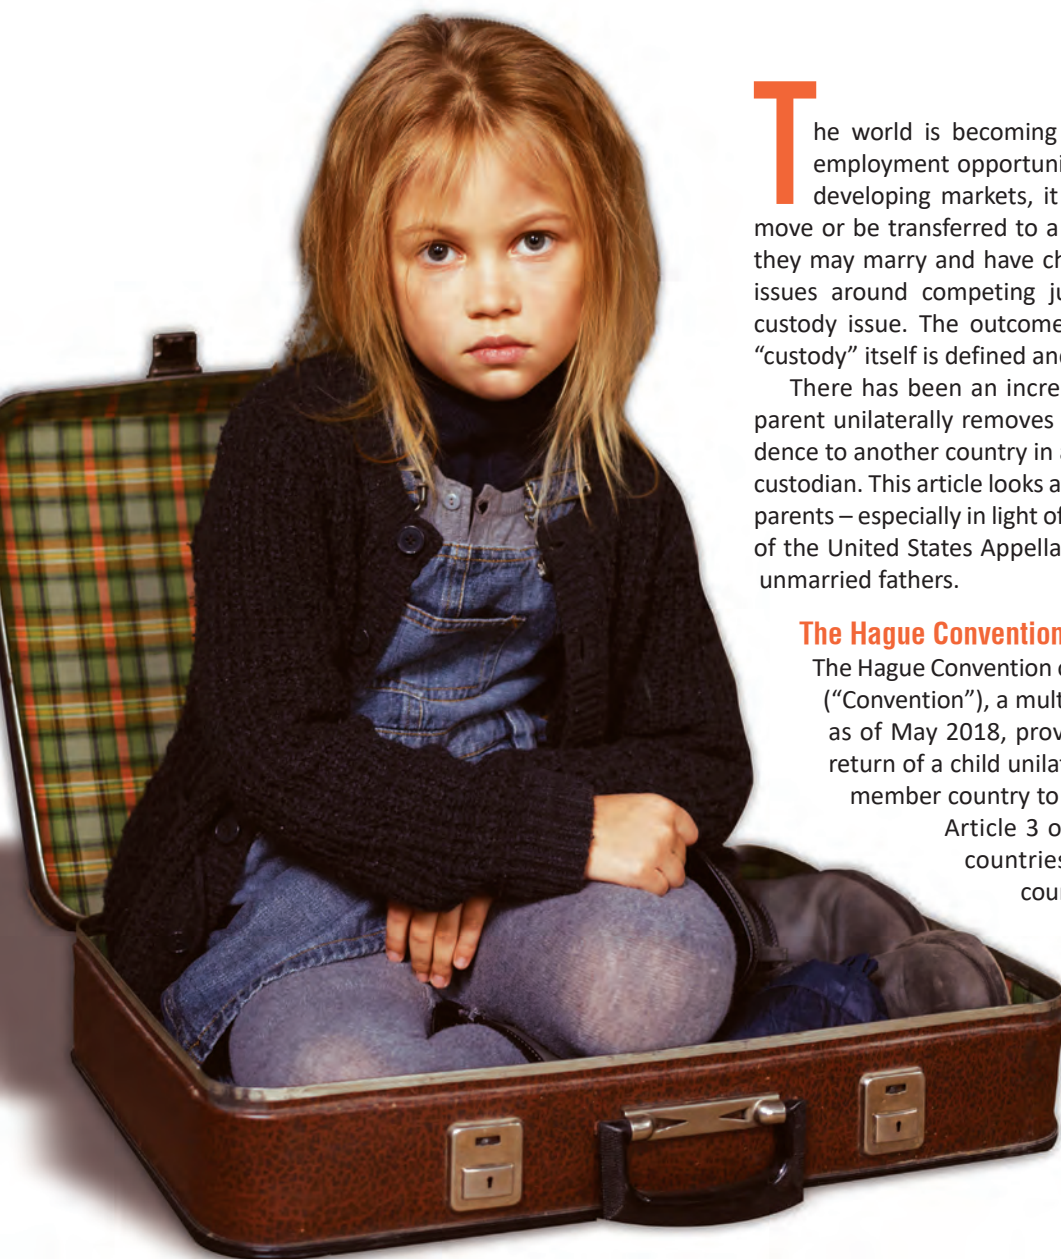 The world is becoming
employment opportuni
developing markets, it
move or be transferred to a
they may marry and have ch
issues around competing ju
custody issue. The outcome
“custody” itself is defined and
There has been an incre
parent unilaterally removes
dence to another country in a
custodian. This article looks a
parents – especially in light of
of the United States Appella
unmarried fathers.
The Hague Convention
The Hague Convention o
(“Convention”), a mult
as of May 2018, prov
return of a child unilat
member country to
Article 3 o
countries
cour